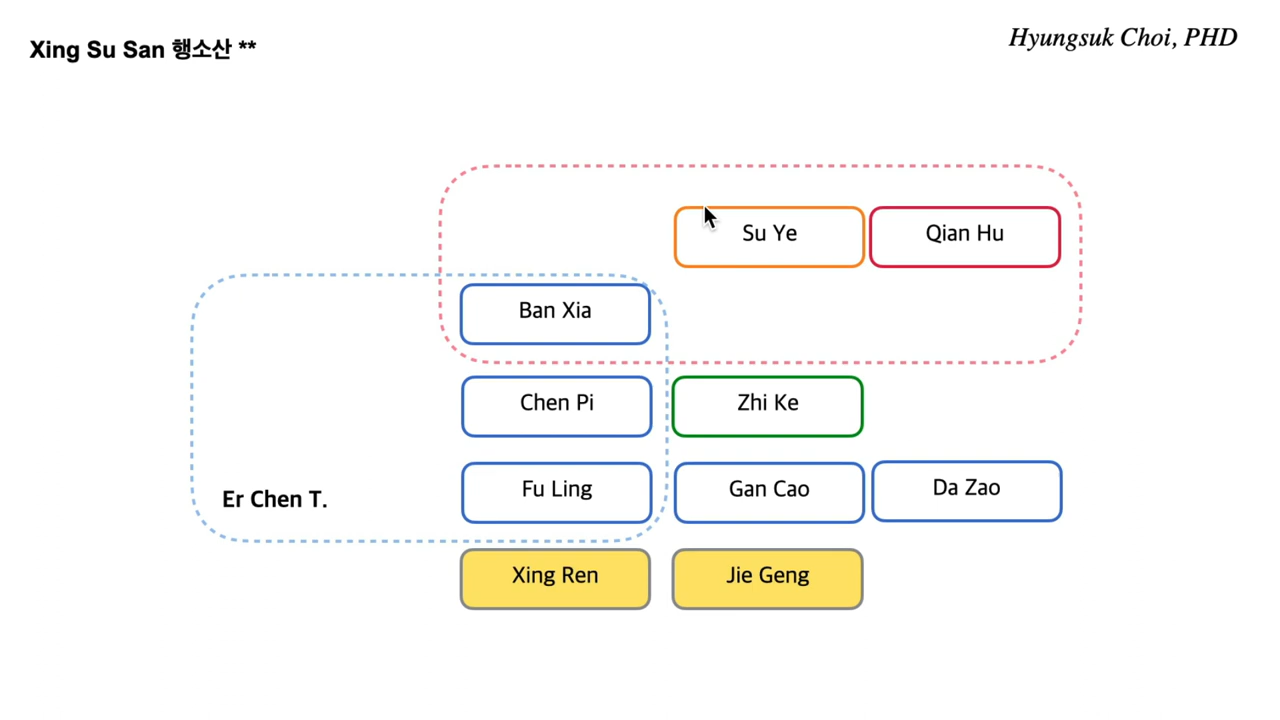 Xing Su San 행소산 **
Hyungsuk Choi, PHD
Su Ye
Qian Hu
Ban Xia
Chen Pi
Zhi Ke
Er Chen T.
Fu Ling
Gan Cao
Da Zao
Xing Ren
Jie Geng